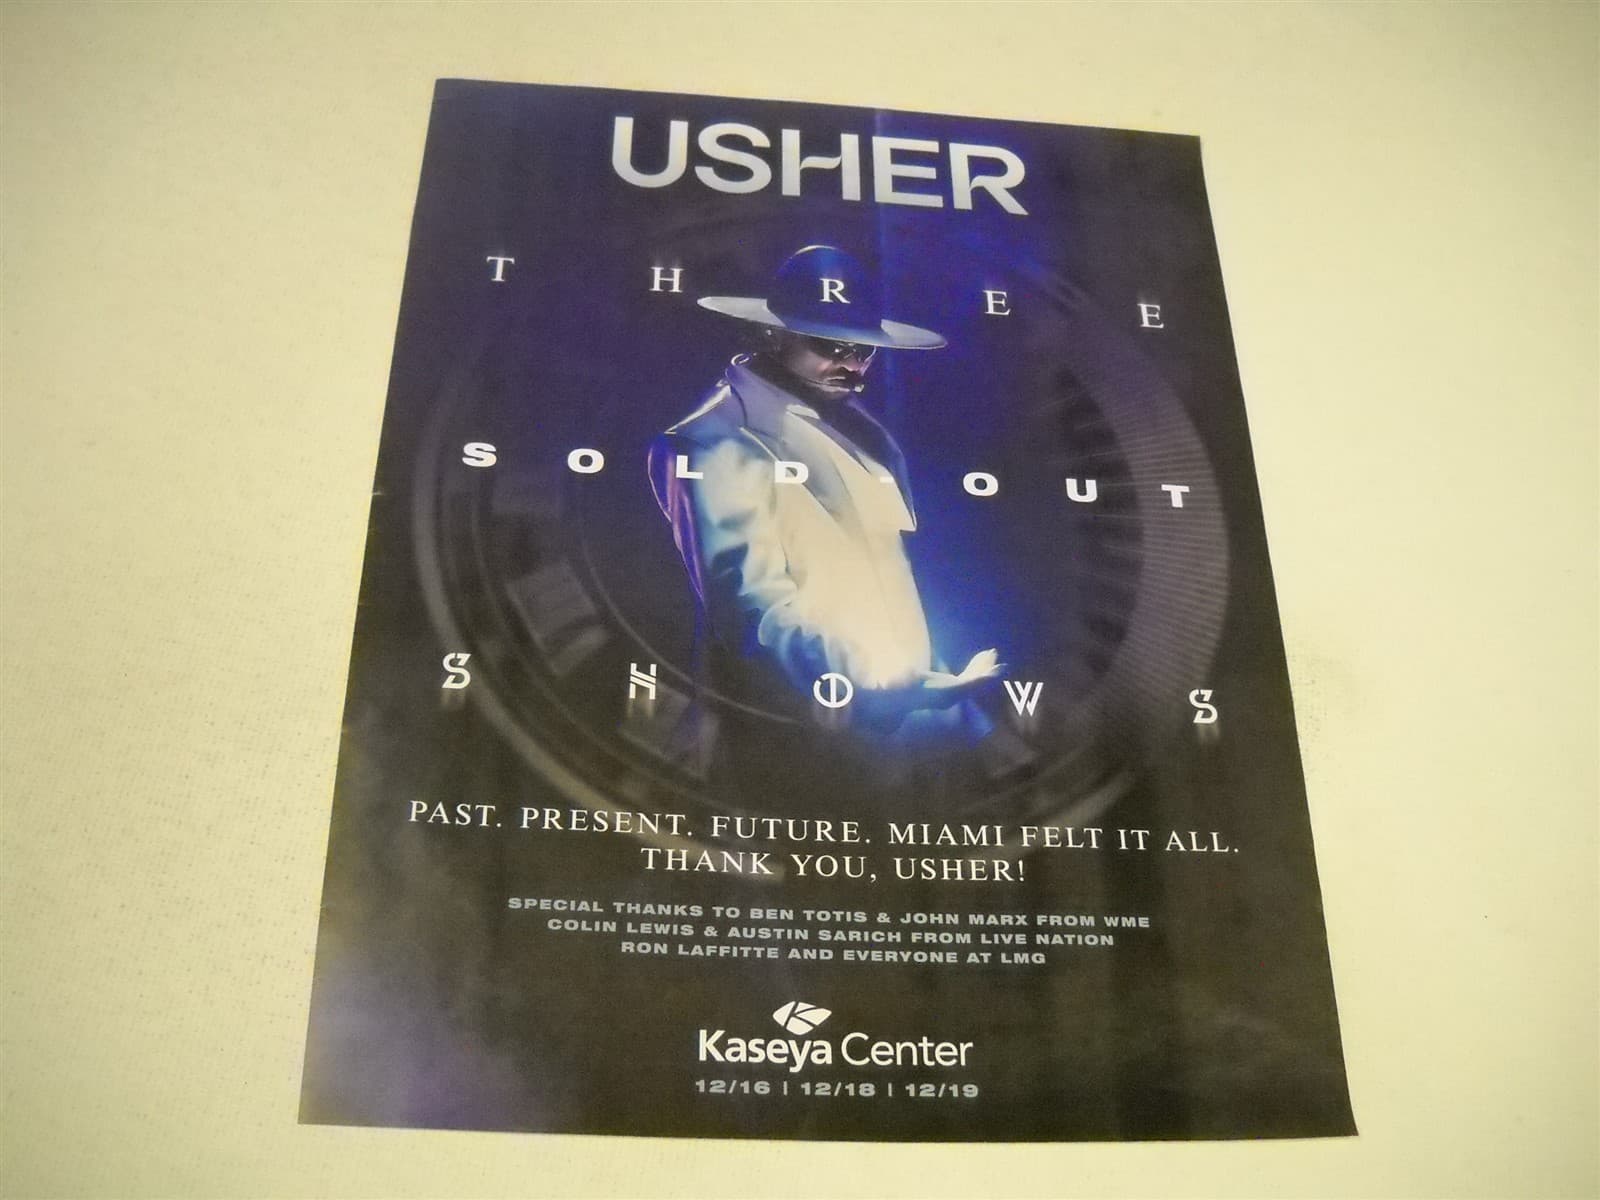 USHER
THREE
SOLD-OUT
SHOWS
PAST. PRESENT. FUTURE. MIAMI FELT IT ALL.
THANK YOU, USHER!
SPECIAL THANKS TO BEN TOTIS & JOHN MARX FROM WME
COLIN LEWIS & AUSTIN SARICH FROM LIVE NATION
RON LAFFITTE AND EVERYONE AT LMG
Kaseya Center
12/16 | 12/18 | 12/19